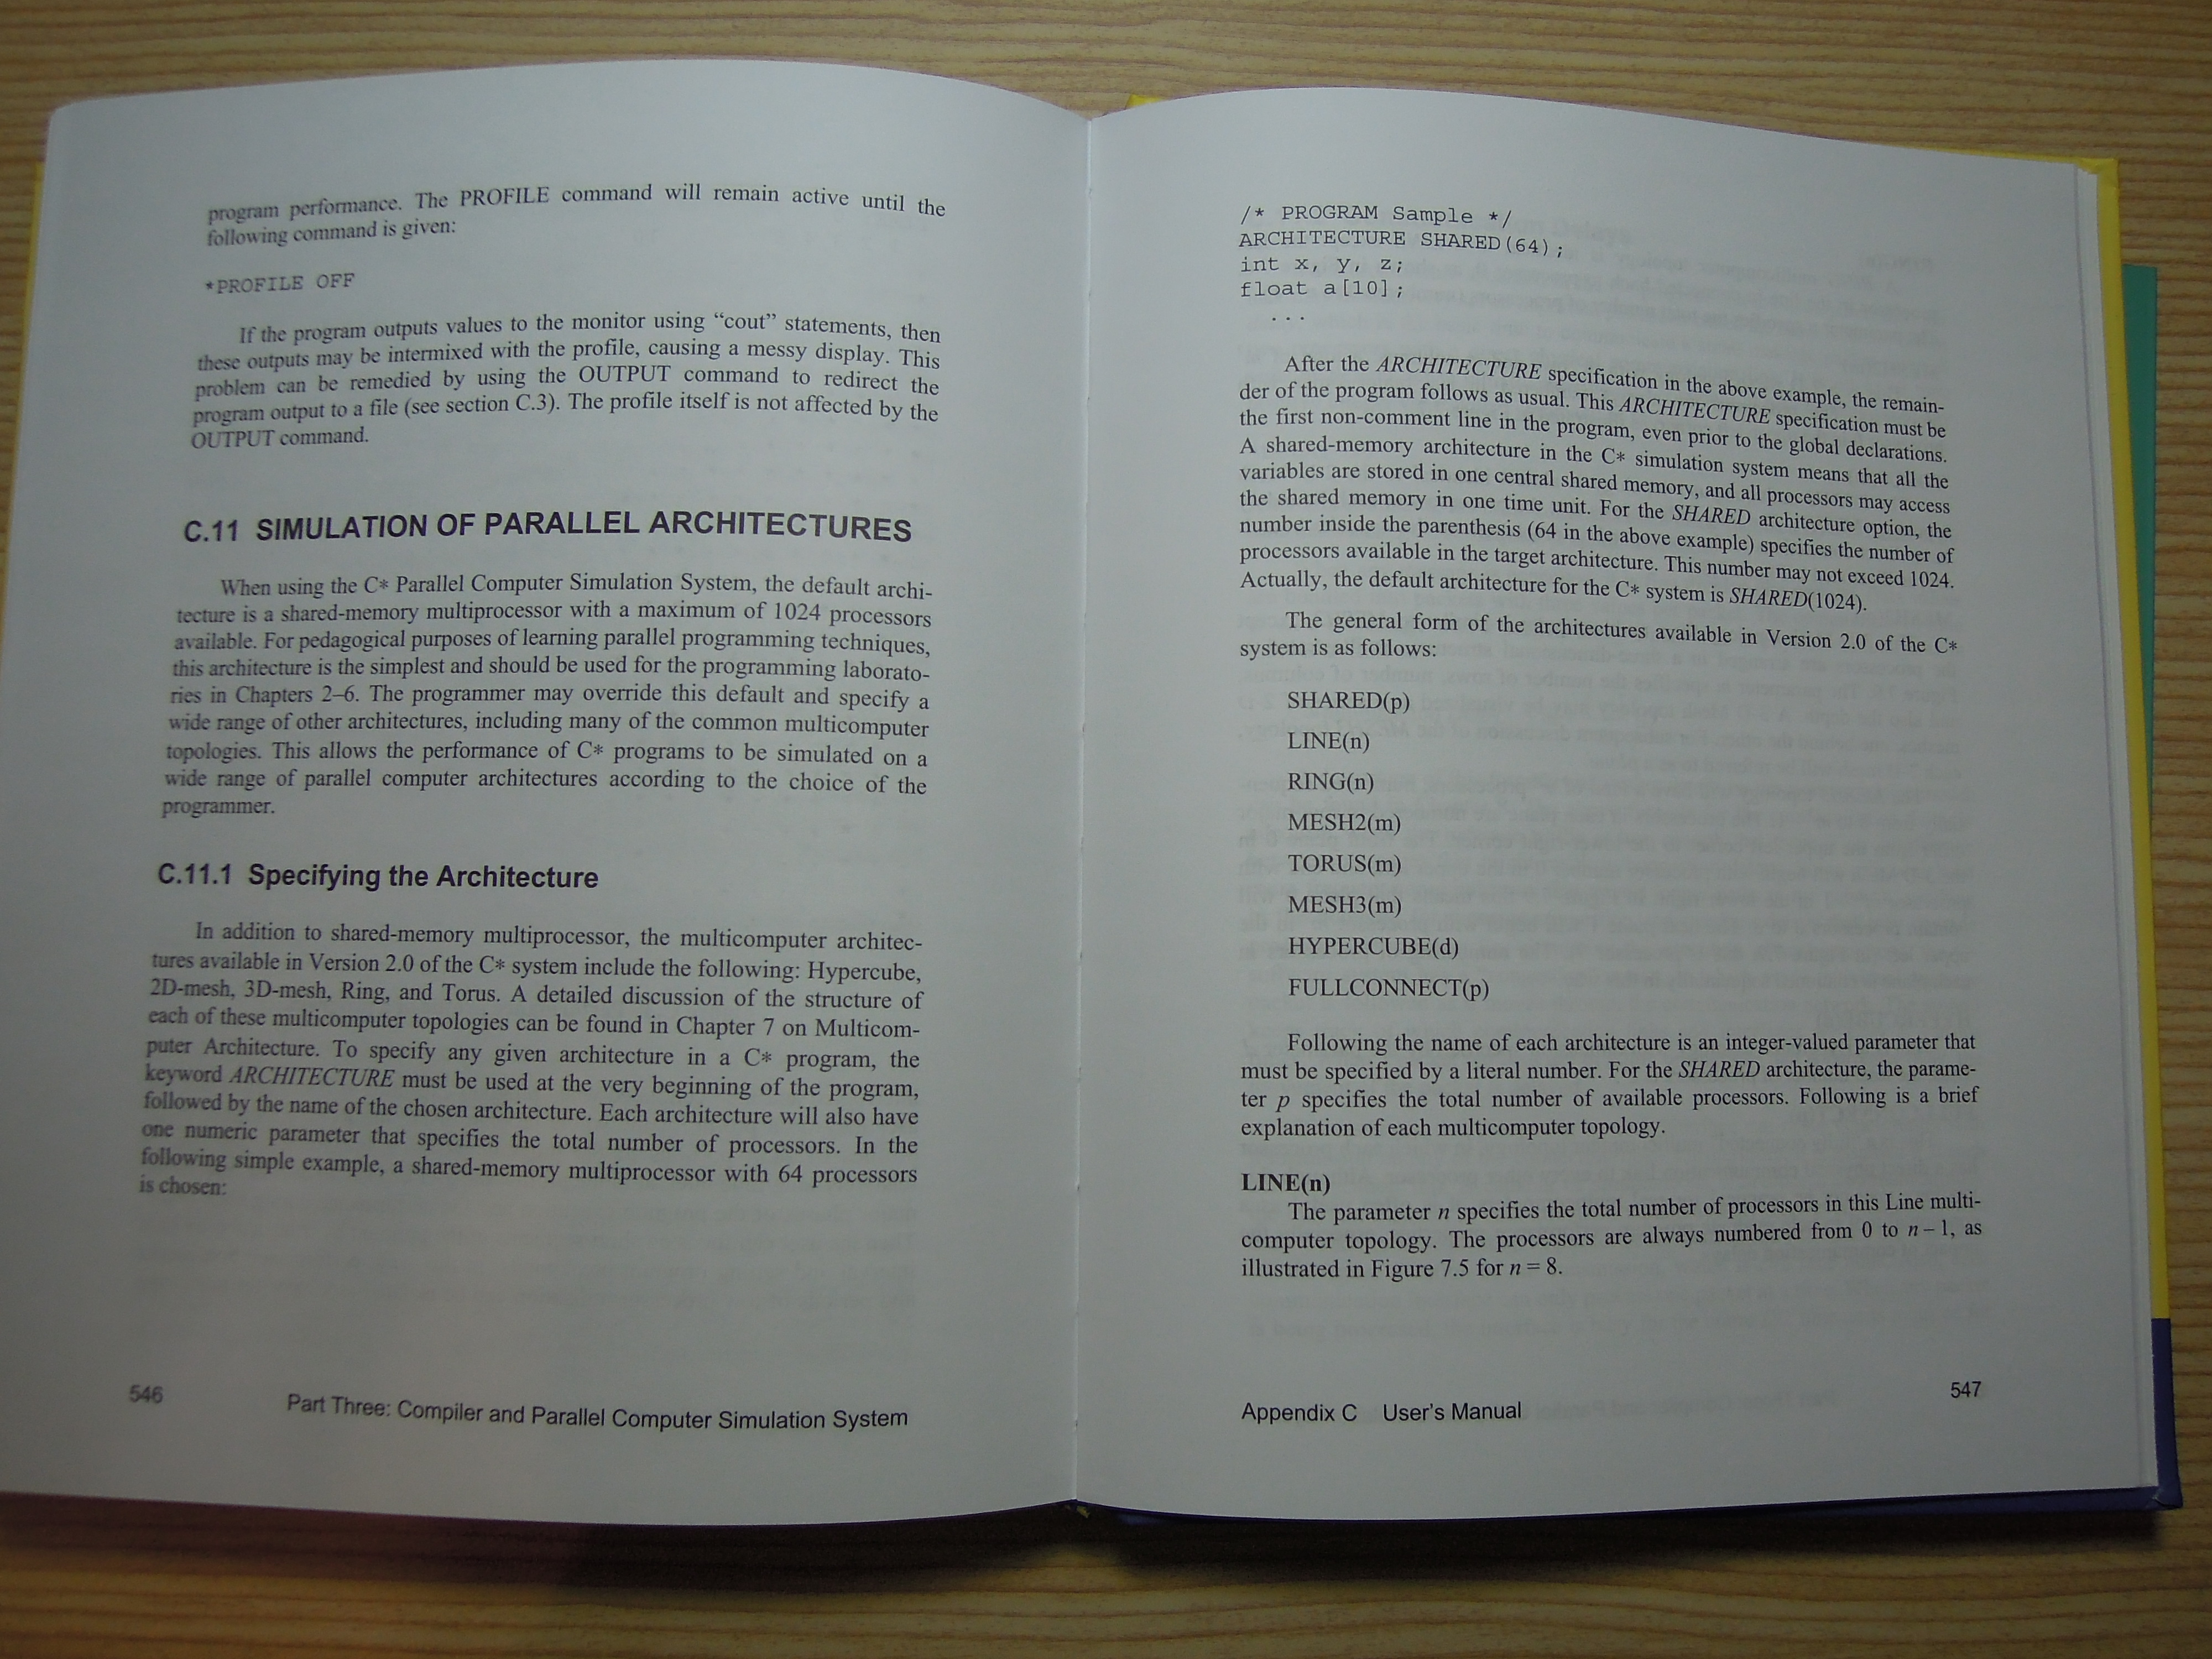 program performance. The PROFILE command will remain active until the
following command is given:
*PROFILE OFF
If the program outputs values to the monitor using “cout” statements, then
these outputs may be intermixed with the profile, causing a messy display. This
problem can be remedied by using the OUTPUT command to redirect the
program output to a file (see section C.3). The profile itself is not affected by the
OUTPUT command.
C.11 SIMULATION OF PARALLEL ARCHITECTURES
When using the C* Parallel Computer Simulation System, the default archi-
tecture is a shared-memory multiprocessor with a maximum of 1024 processors
available. For pedagogical purposes of learning parallel programming techniques,
this architecture is the simplest and should be used for the programming laborato-
ries in Chapters 2–6. The programmer may override this default and specify a
wide range of other architectures, including many of the common multicomputer
topologies. This allows the performance of C* programs to be simulated on a
wide range of parallel computer architectures according to the choice of the
programmer.
C.11.1 Specifying the Architecture
In addition to shared-memory multiprocessor, the multicomputer architec-
tures available in Version 2.0 of the C* system include the following: Hypercube,
2D-mesh, 3D-mesh, Ring, and Torus. A detailed discussion of the structure of
each of these multicomputer topologies can be found in Chapter 7 on Multicom-
puter Architecture. To specify any given architecture in a C* program, the
keyword ARCHITECTURE must be used at the very beginning of the program,
followed by the name of the chosen architecture. Each architecture will also have
one numeric parameter that specifies the total number of processors. In the
following simple example, a shared-memory multiprocessor with 64 processors
is chosen:
546 Part Three: Compiler and Parallel Computer Simulation System
/* PROGRAM Sample */
ARCHITECTURE SHARED(64);
int x, y, z;
float a[10];
...
After the ARCHITECTURE specification in the above example, the remain-
der of the program follows as usual. This ARCHITECTURE specification must be
the first non-comment line in the program, even prior to the global declarations.
A shared-memory architecture in the C* simulation system means that all the
variables are stored in one central shared memory, and all processors may access
the shared memory in one time unit. For the SHARED architecture option, the
number inside the parenthesis (64 in the above example) specifies the number of
processors available in the target architecture. This number may not exceed 1024.
Actually, the default architecture for the C* system is SHARED(1024).
The general form of the architectures available in Version 2.0 of the C*
system is as follows:
SHARED(p)
LINE(n)
RING(n)
MESH2(m)
TORUS(m)
MESH3(m)
HYPERCUBE(d)
FULLCONNECT(p)
Following the name of each architecture is an integer-valued parameter that
must be specified by a literal number. For the SHARED architecture, the parame-
ter p specifies the total number of available processors. Following is a brief
explanation of each multicomputer topology.
LINE(n)
The parameter n specifies the total number of processors in this Line multi-
computer topology. The processors are always numbered from 0 to n – 1, as
illustrated in Figure 7.5 for n = 8.
Appendix C User’s Manual 547